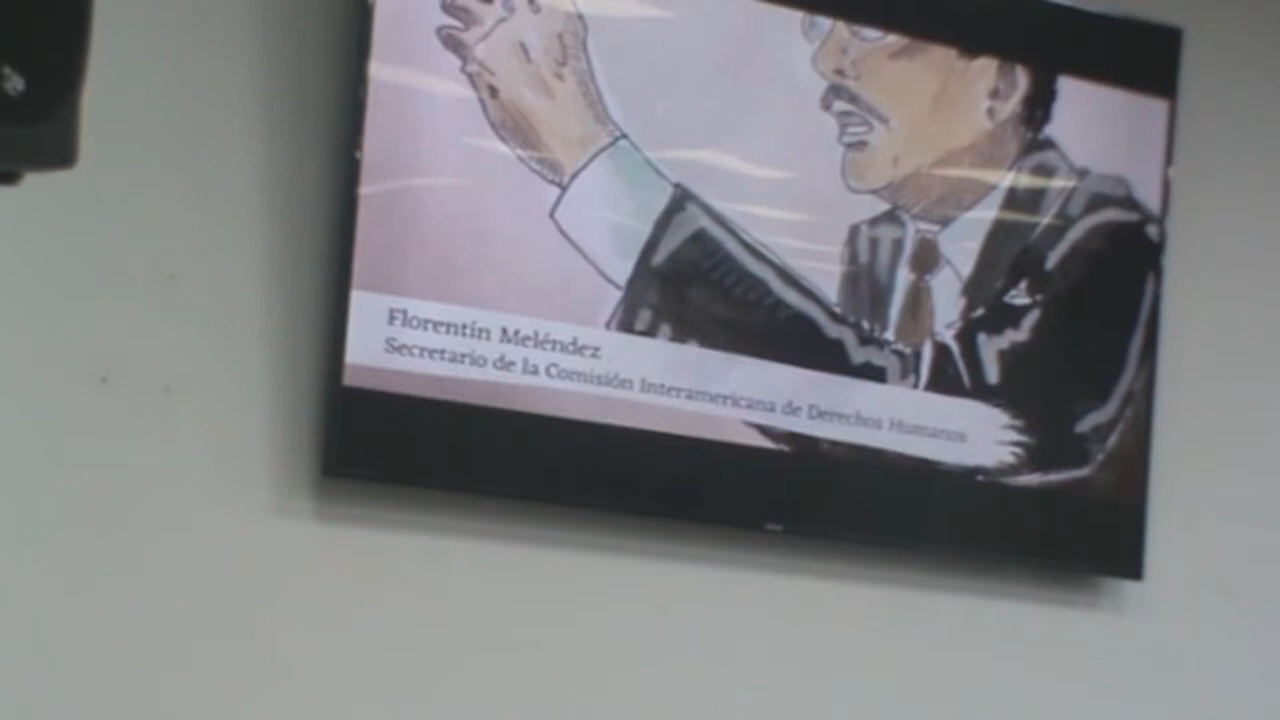 Florentín Meléndez
Secretario de la Comisión Interamericana de Derechos Humanos